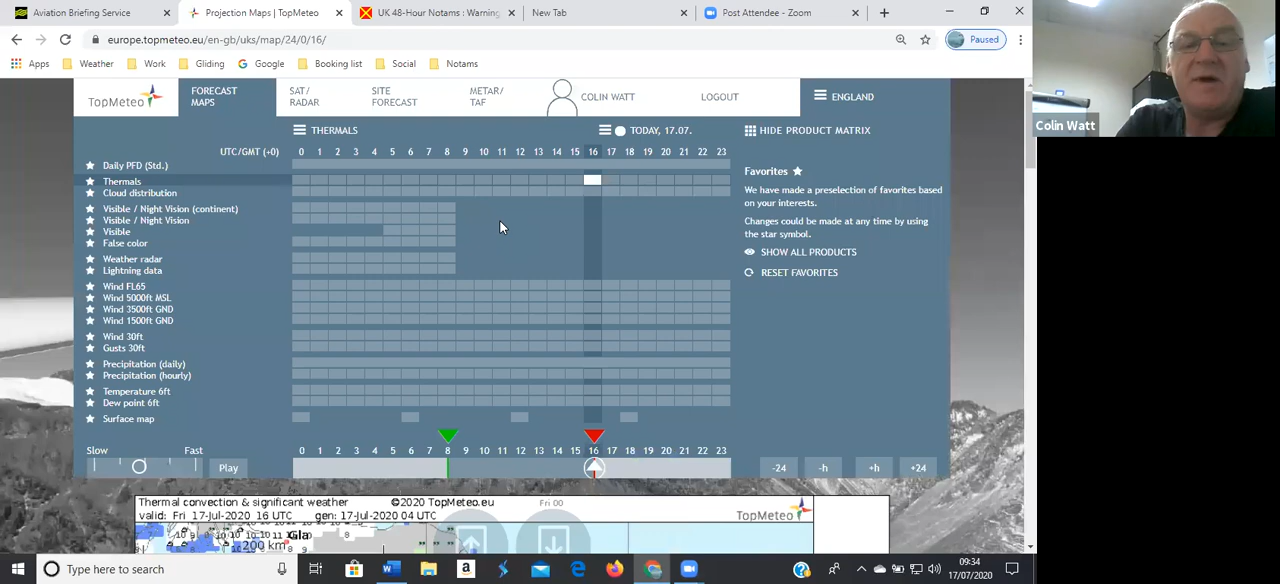 Aviation Briefing Service
Projection Maps | TopMeteo
UK 48-Hour Notams : Warning
New Tab
Post Attendee - Zoom
europe.topmeteo.eu/en-gb/uks/map/24/0/16/
Paused
Apps Weather Work Gliding Google Booking list Social Notams
TopMeteo
FORECAST MAPS
SAT/ RADAR
SITE FORECAST
METAR/ TAF
COLIN WATT
LOGOUT
ENGLAND
Colin Watt
THERMALS
TODAY, 17.07.
HIDE PRODUCT MATRIX
UTC/GMT (+0) 0 1 2 3 4 5 6 7 8 9 10 11 12 13 14 15 16 17 18 19 20 21 22 23
Daily PFD (Std.)
Thermals
Cloud distribution
Visible / Night Vision (continent)
Visible / Night Vision
Visible
False color
Weather radar
Lightning data
Wind FL65
Wind 5000ft MSL
Wind 3500ft GND
Wind 1500ft GND
Wind 30ft
Gusts 30ft
Precipitation (daily)
Precipitation (hourly)
Temperature 6ft
Dew point 6ft
Surface map
Favorites
We have made a preselection of favorites based
on your interests.
Changes could be made at any time by using
the star symbol.
SHOW ALL PRODUCTS
RESET FAVORITES
Slow Fast
Play
0 1 2 3 4 5 6 7 8 9 10 11 12 13 14 15 16 17 18 19 20 21 22 23
-24 -h +h +24
Thermal convection & significant weather ©2020 TopMeteo.eu Fri 00
valid: Fri 17-Jul-2020 16 UTC gen: 17-Jul-2020 04 UTC
TopMeteo
Gla
200 km
Type here to search
09:34
17/07/2020